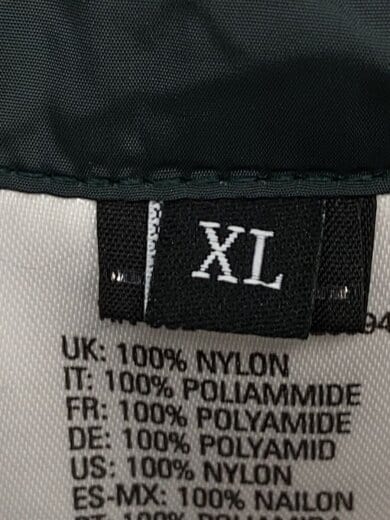 XL
94
UK: 100% NYLON
IT: 100% POLIAMMIDE
FR: 100% POLYAMIDE
DE: 100% POLYAMID
US: 100% NYLON
ES-MX: 100% NAILON